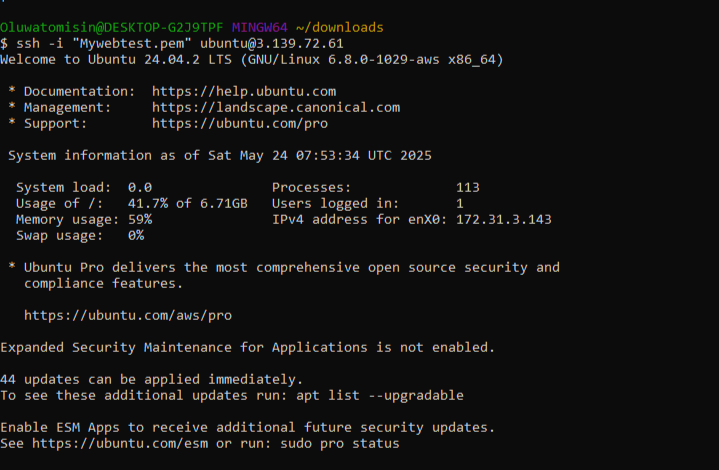 Oluwatomisin@DESKTOP-G2J9TPF MINGW64 ~/downloads
$ ssh -i "Mywebtest.pem" ubuntu@3.139.72.61
Welcome to Ubuntu 24.04.2 LTS (GNU/Linux 6.8.0-1029-aws x86_64)

 * Documentation:  https://help.ubuntu.com
 * Management:     https://landscape.canonical.com
 * Support:        https://ubuntu.com/pro

 System information as of Sat May 24 07:53:34 UTC 2025

  System load:  0.0               Processes:             113
  Usage of /:   41.7% of 6.71GB   Users logged in:       1
  Memory usage: 59%               IPv4 address for enX0: 172.31.3.143
  Swap usage:   0%

 * Ubuntu Pro delivers the most comprehensive open source security and
   compliance features.

   https://ubuntu.com/aws/pro

Expanded Security Maintenance for Applications is not enabled.

44 updates can be applied immediately.
To see these additional updates run: apt list --upgradable

Enable ESM Apps to receive additional future security updates.
See https://ubuntu.com/esm or run: sudo pro status